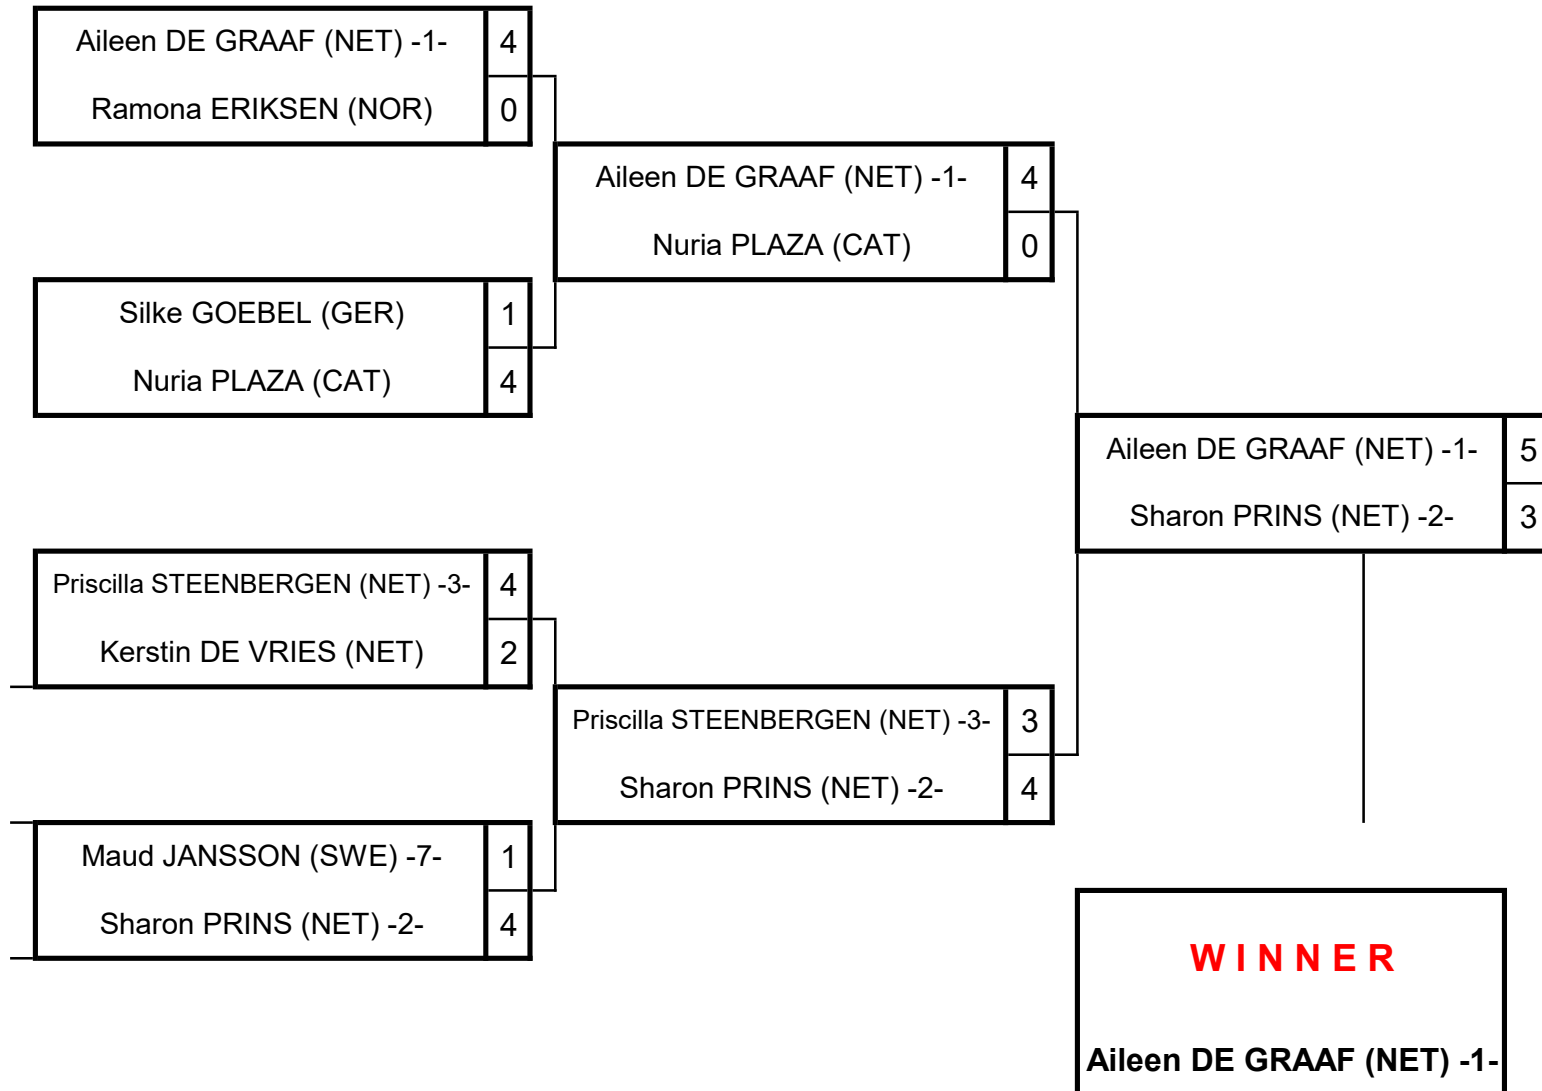 Aileen DE GRAAF (NET) -1- 4
Ramona ERIKSEN (NOR) 0
Aileen DE GRAAF (NET) -1- 4
Nuria PLAZA (CAT) 0
Silke GOEBEL (GER) 1
Nuria PLAZA (CAT) 4
Aileen DE GRAAF (NET) -1- 5
Sharon PRINS (NET) -2- 3
Priscilla STEENBERGEN (NET) -3- 4
Kerstin DE VRIES (NET) 2
Priscilla STEENBERGEN (NET) -3- 3
Sharon PRINS (NET) -2- 4
Maud JANSSON (SWE) -7- 1
Sharon PRINS (NET) -2- 4
W I N N E R
Aileen DE GRAAF (NET) -1-